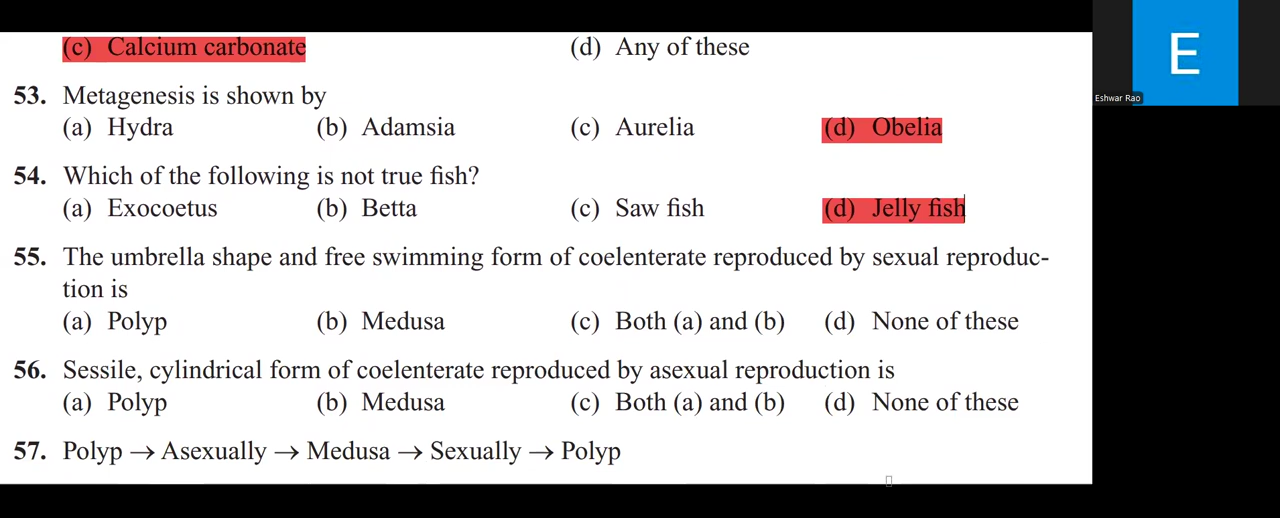 (c) Calcium carbonate (d) Any of these
53. Metagenesis is shown by
(a) Hydra (b) Adamsia (c) Aurelia (d) Obelia
54. Which of the following is not true fish?
(a) Exocoetus (b) Betta (c) Saw fish (d) Jelly fish
55. The umbrella shape and free swimming form of coelenterate reproduced by sexual reproduc-
tion is
(a) Polyp (b) Medusa (c) Both (a) and (b) (d) None of these
56. Sessile, cylindrical form of coelenterate reproduced by asexual reproduction is
(a) Polyp (b) Medusa (c) Both (a) and (b) (d) None of these
57. Polyp → Asexually → Medusa → Sexually → Polyp
E
Eshwar Rao